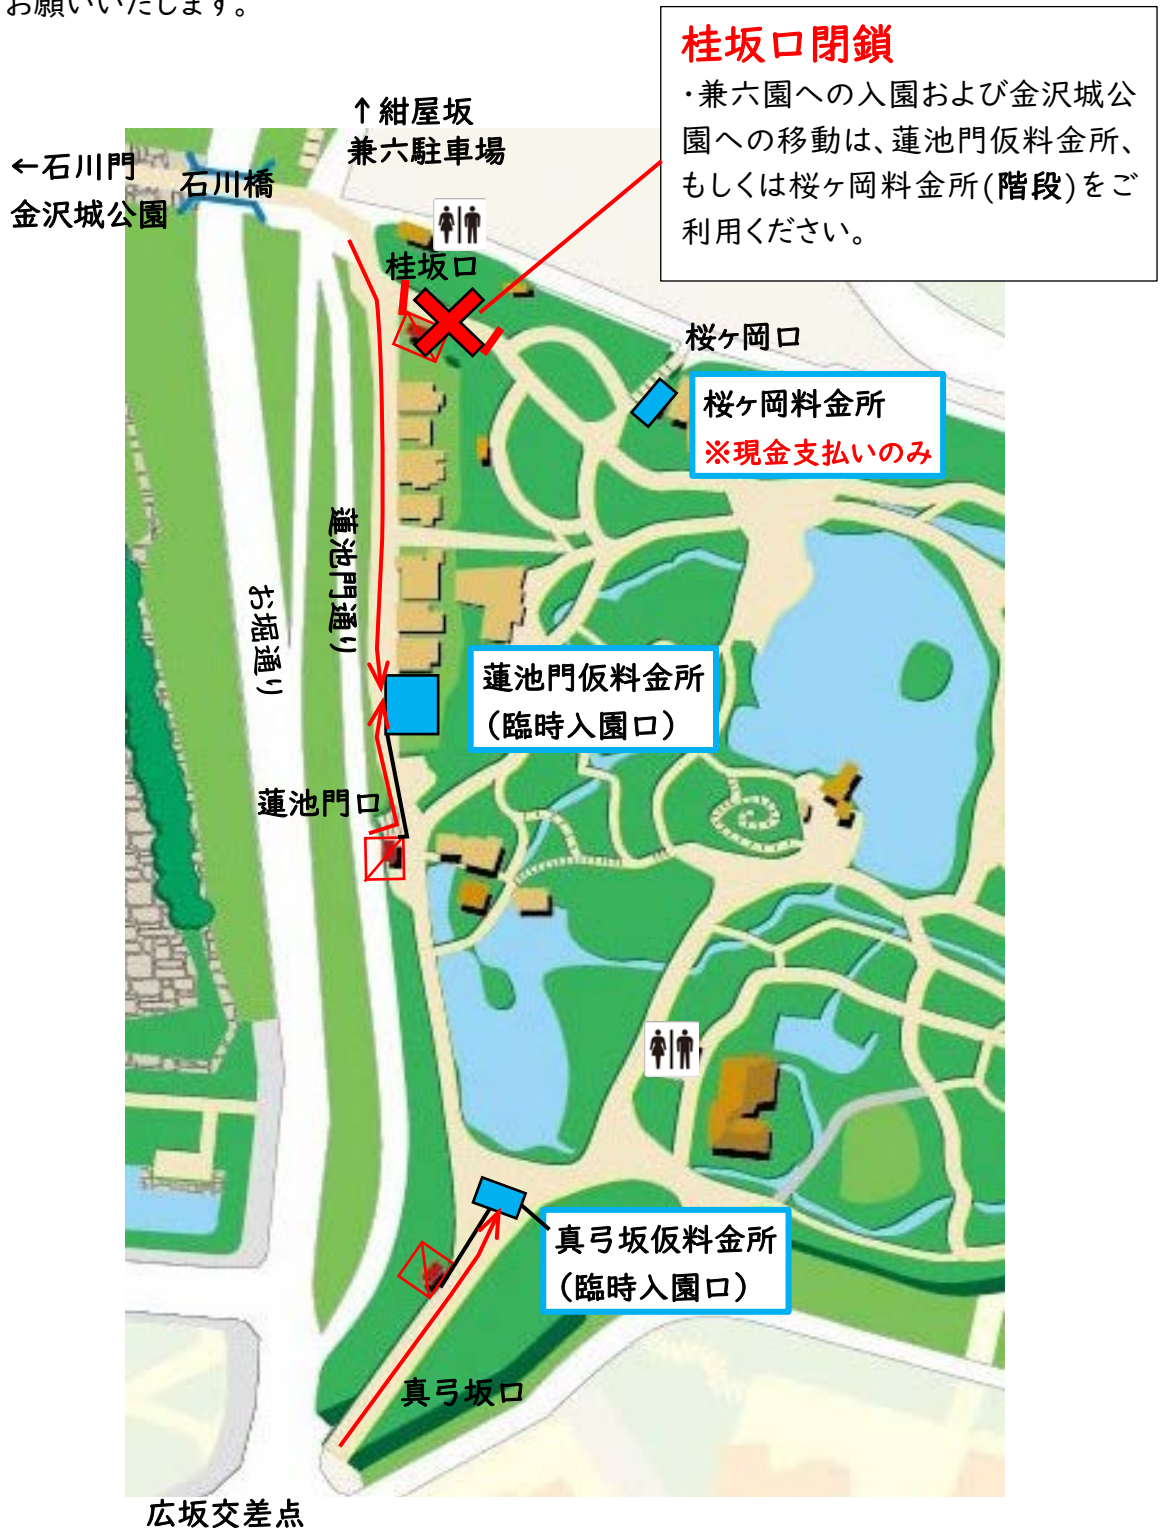 お願いいたします。
桂坂口閉鎖
・兼六園への入園および金沢城公
園への移動は、蓮池門仮料金所、
もしくは桜ヶ岡料金所(階段)をご
利用ください。
↑紺屋坂
兼六駐車場
←石川門
金沢城公園
石川橋
桂坂口
桜ヶ岡口
桜ヶ岡料金所
※現金支払いのみ
蓮池門通り
お堀通り
蓮池門仮料金所
(臨時入園口)
蓮池門口
真弓坂仮料金所
(臨時入園口)
真弓坂口
広坂交差点